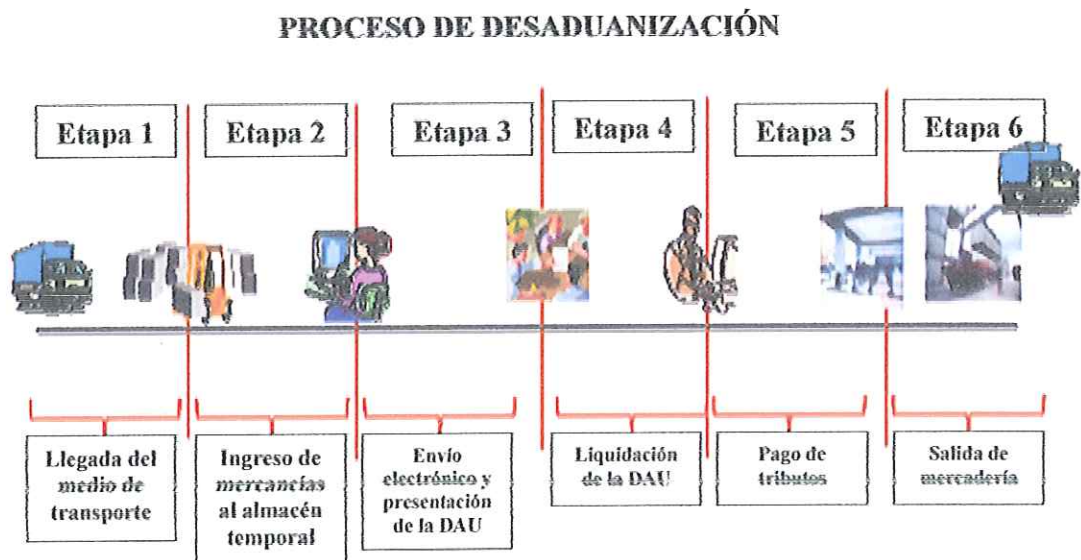 PROCESO DE DESADUANIZACIÓN
Etapa 1
Etapa 2
Etapa 3
Etapa 4
Etapa 5
Etapa 6
Llegada del
medio de
transporte
Ingreso de
mercancías
al almacén
temporal
Envío
electrónico y
presentación
de la DAU
Liquidación
de la DAU
Pago de
tributos
Salida de
mercadería